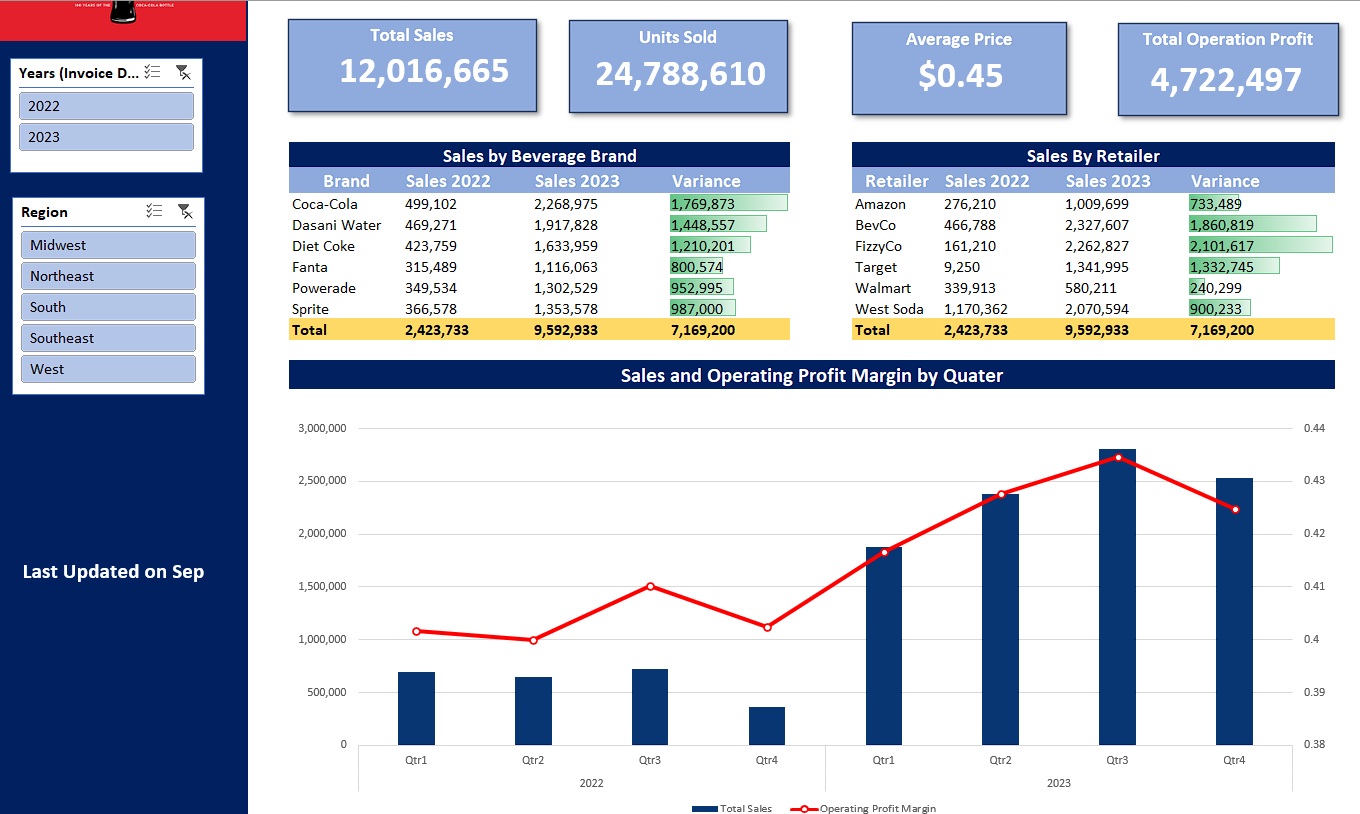 100 YEARS OF THE COCA-COLA BOTTLE
Years (Invoice D...
2022
2023
Region
Midwest
Northeast
South
Southeast
West
Last Updated on Sep
Total Sales
12,016,665
Units Sold
24,788,610
Average Price
$0.45
Total Operation Profit
4,722,497
Sales by Beverage Brand
Brand Sales 2022 Sales 2023 Variance
Coca-Cola 499,102 2,268,975 1,769,873
Dasani Water 469,271 1,917,828 1,448,557
Diet Coke 423,759 1,633,959 1,210,201
Fanta 315,489 1,116,063 800,574
Powerade 349,534 1,302,529 952,995
Sprite 366,578 1,353,578 987,000
Total 2,423,733 9,592,933 7,169,200
Sales By Retailer
Retailer Sales 2022 Sales 2023 Variance
Amazon 276,210 1,009,699 733,489
BevCo 466,788 2,327,607 1,860,819
FizzyCo 161,210 2,262,827 2,101,617
Target 9,250 1,341,995 1,332,745
Walmart 339,913 580,211 240,299
West Soda 1,170,362 2,070,594 900,233
Total 2,423,733 9,592,933 7,169,200
Sales and Operating Profit Margin by Quater
3,000,000 0.44
2,500,000 0.43
2,000,000 0.42
1,500,000 0.41
1,000,000 0.4
500,000 0.39
0 0.38
Qtr1 Qtr2 Qtr3 Qtr4 Qtr1 Qtr2 Qtr3 Qtr4
2022 2023
Total Sales Operating Profit Margin